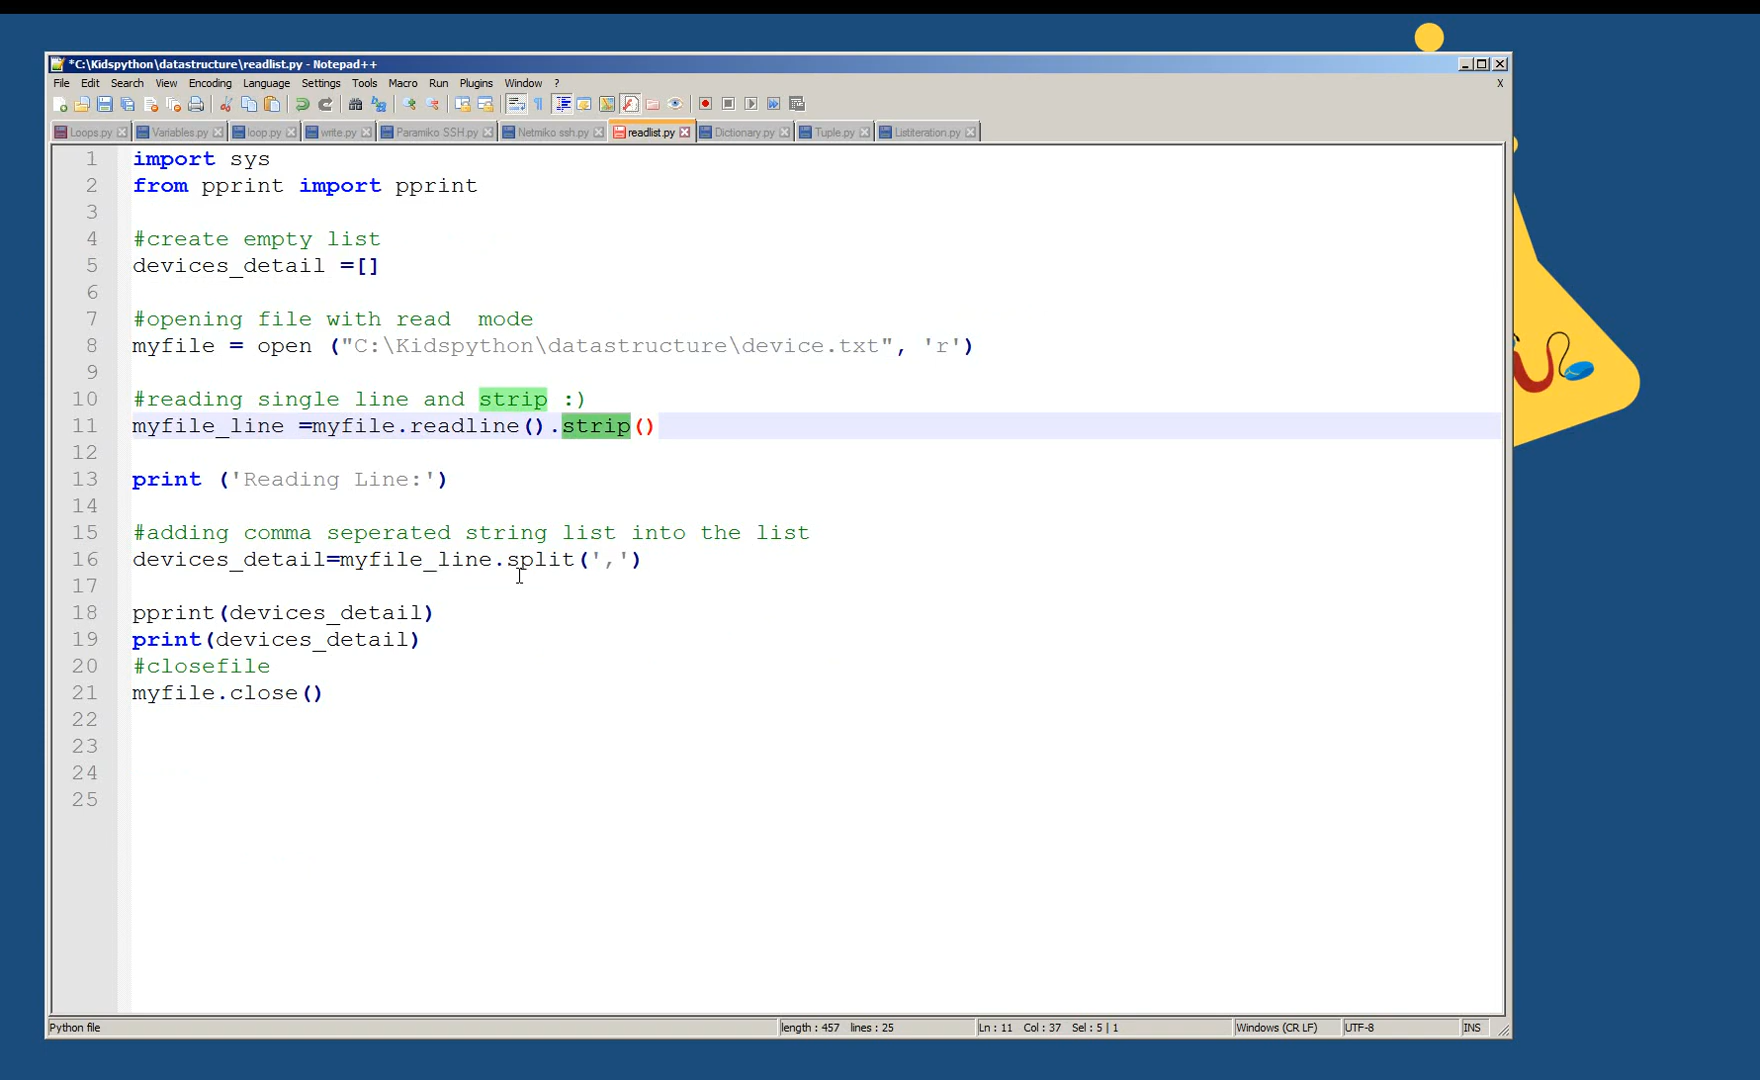 *C:\Kidspython\datastructure\readlist.py - Notepad++
File Edit Search View Encoding Language Settings Tools Macro Run Plugins Window ? X
Loops.py Variables.py loop.py write.py Paramiko SSH.py Netmiko ssh.py readlist.py Dictionary.py Tuple.py Listiteration.py
1 import sys
2 from pprint import pprint
3
4 #create empty list
5 devices_detail =[]
6
7 #opening file with read  mode
8 myfile = open ("C:\Kidspython\datastructure\device.txt", 'r')
9
10 #reading single line and strip :)
11 myfile_line =myfile.readline().strip()
12
13 print ('Reading Line:')
14
15 #adding comma seperated string list into the list
16 devices_detail=myfile_line.split(',')
17
18 pprint(devices_detail)
19 print(devices_detail)
20 #closefile
21 myfile.close()
22
23
24
25
Python file length : 457 lines : 25 Ln : 11 Col : 37 Sel : 5 | 1 Windows (CR LF) UTF-8 INS